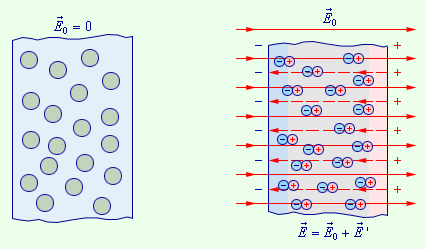 E⃗₀ = 0
E⃗₀
− +
− +
− +
− +
− +
− +
E⃗ = E⃗₀ + E⃗ '